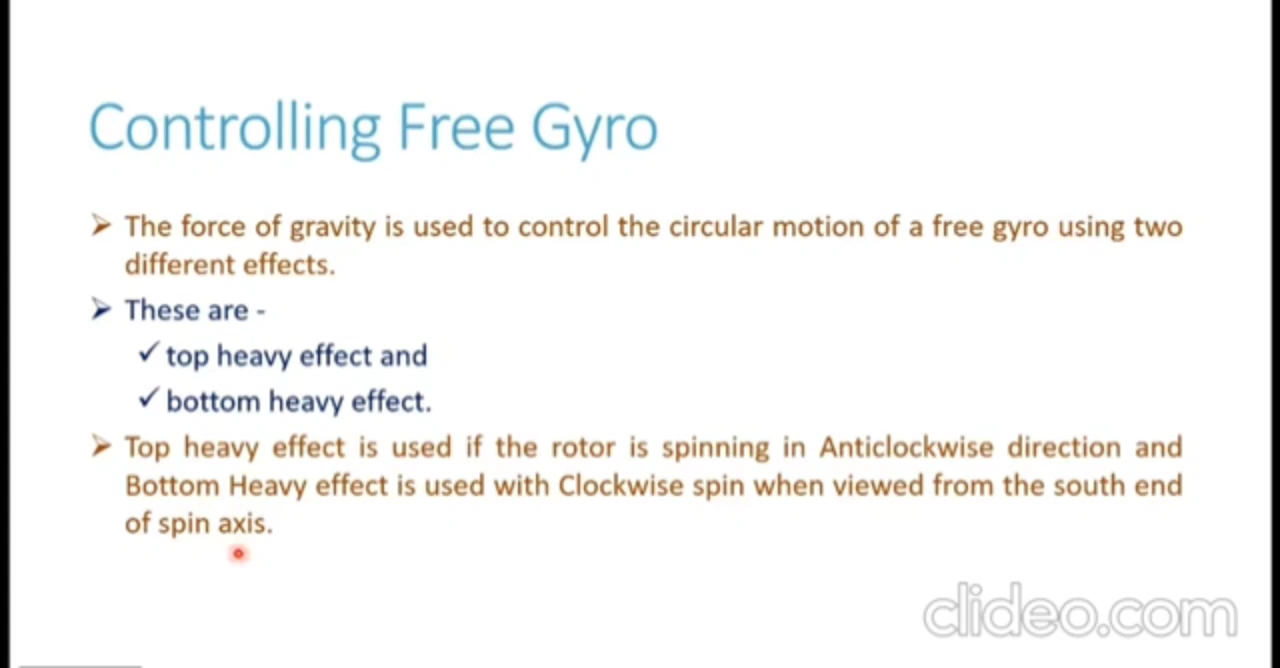 Controlling Free Gyro
➢ The force of gravity is used to control the circular motion of a free gyro using two
different effects.
➢ These are -
✓ top heavy effect and
✓ bottom heavy effect.
➢ Top heavy effect is used if the rotor is spinning in Anticlockwise direction and
Bottom Heavy effect is used with Clockwise spin when viewed from the south end
of spin axis.
clideo.com